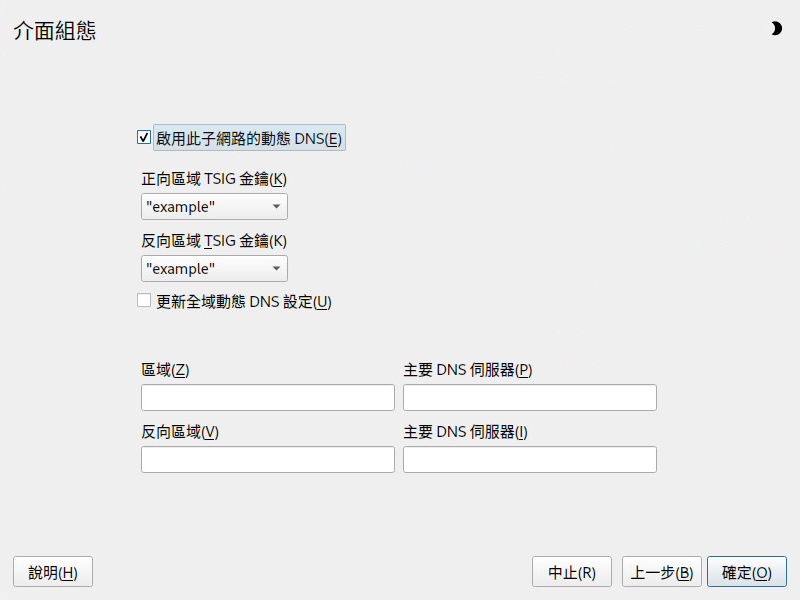 介面組態
啟用此子網路的動態 DNS(E)
正向區域 TSIG 金鑰(K)
"example"
反向區域 TSIG 金鑰(K)
"example"
更新全域動態 DNS 設定(U)
區域(Z)
主要 DNS 伺服器(P)
反向區域(V)
主要 DNS 伺服器(I)
說明(H)
中止(R)
上一步(B)
確定(O)